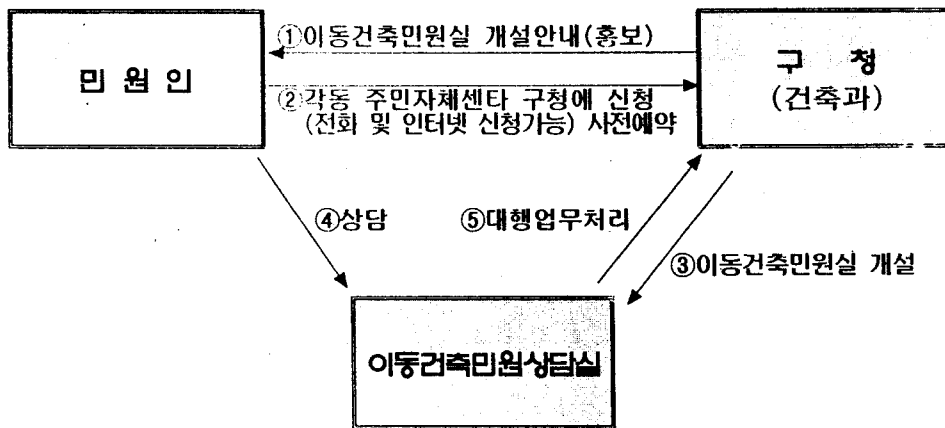 ①이동건축민원실 개설안내(홍보)
민 원 인
구 청
(건축과)
②각동 주민자체센타 구청에 신청
(전화 및 인터넷 신청가능) 사전예약
④상담
⑤대행업무처리
③이동건축민원실 개설
이동건축민원상담실